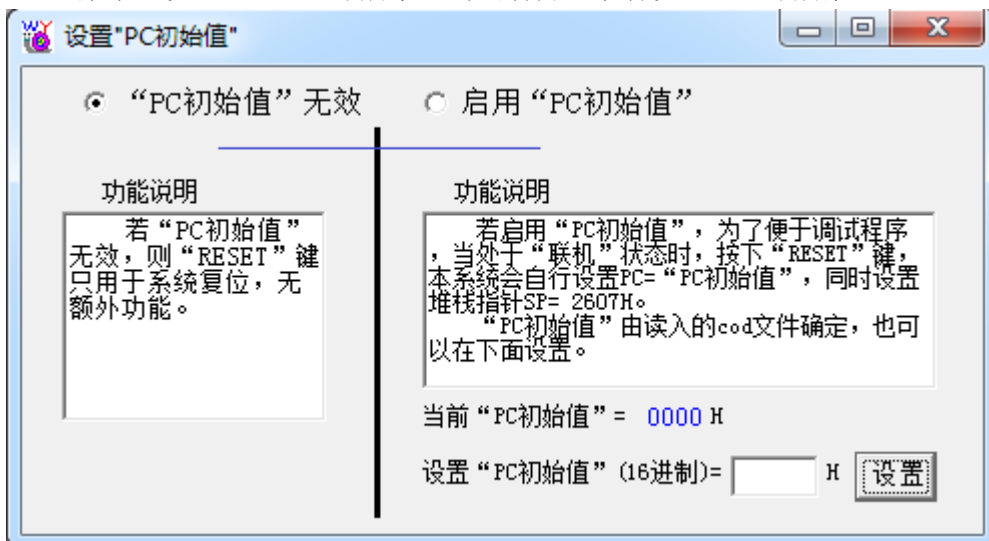 设置"PC初始值"
“PC初始值”无效
启用“PC初始值”
功能说明
若“PC初始值”
无效，则“RESET”键
只用于系统复位，无
额外功能。
功能说明
若启用“PC初始值”，为了便于调试程序
，当处于“联机”状态时，按下“RESET”键，
本系统会自行设置PC=“PC初始值”，同时设置
堆栈指针SP= 2607H。
“PC初始值”由读入的cod文件确定，也可
以在下面设置。
当前“PC初始值”= 0000 H
设置“PC初始值”(16进制)= H 设置